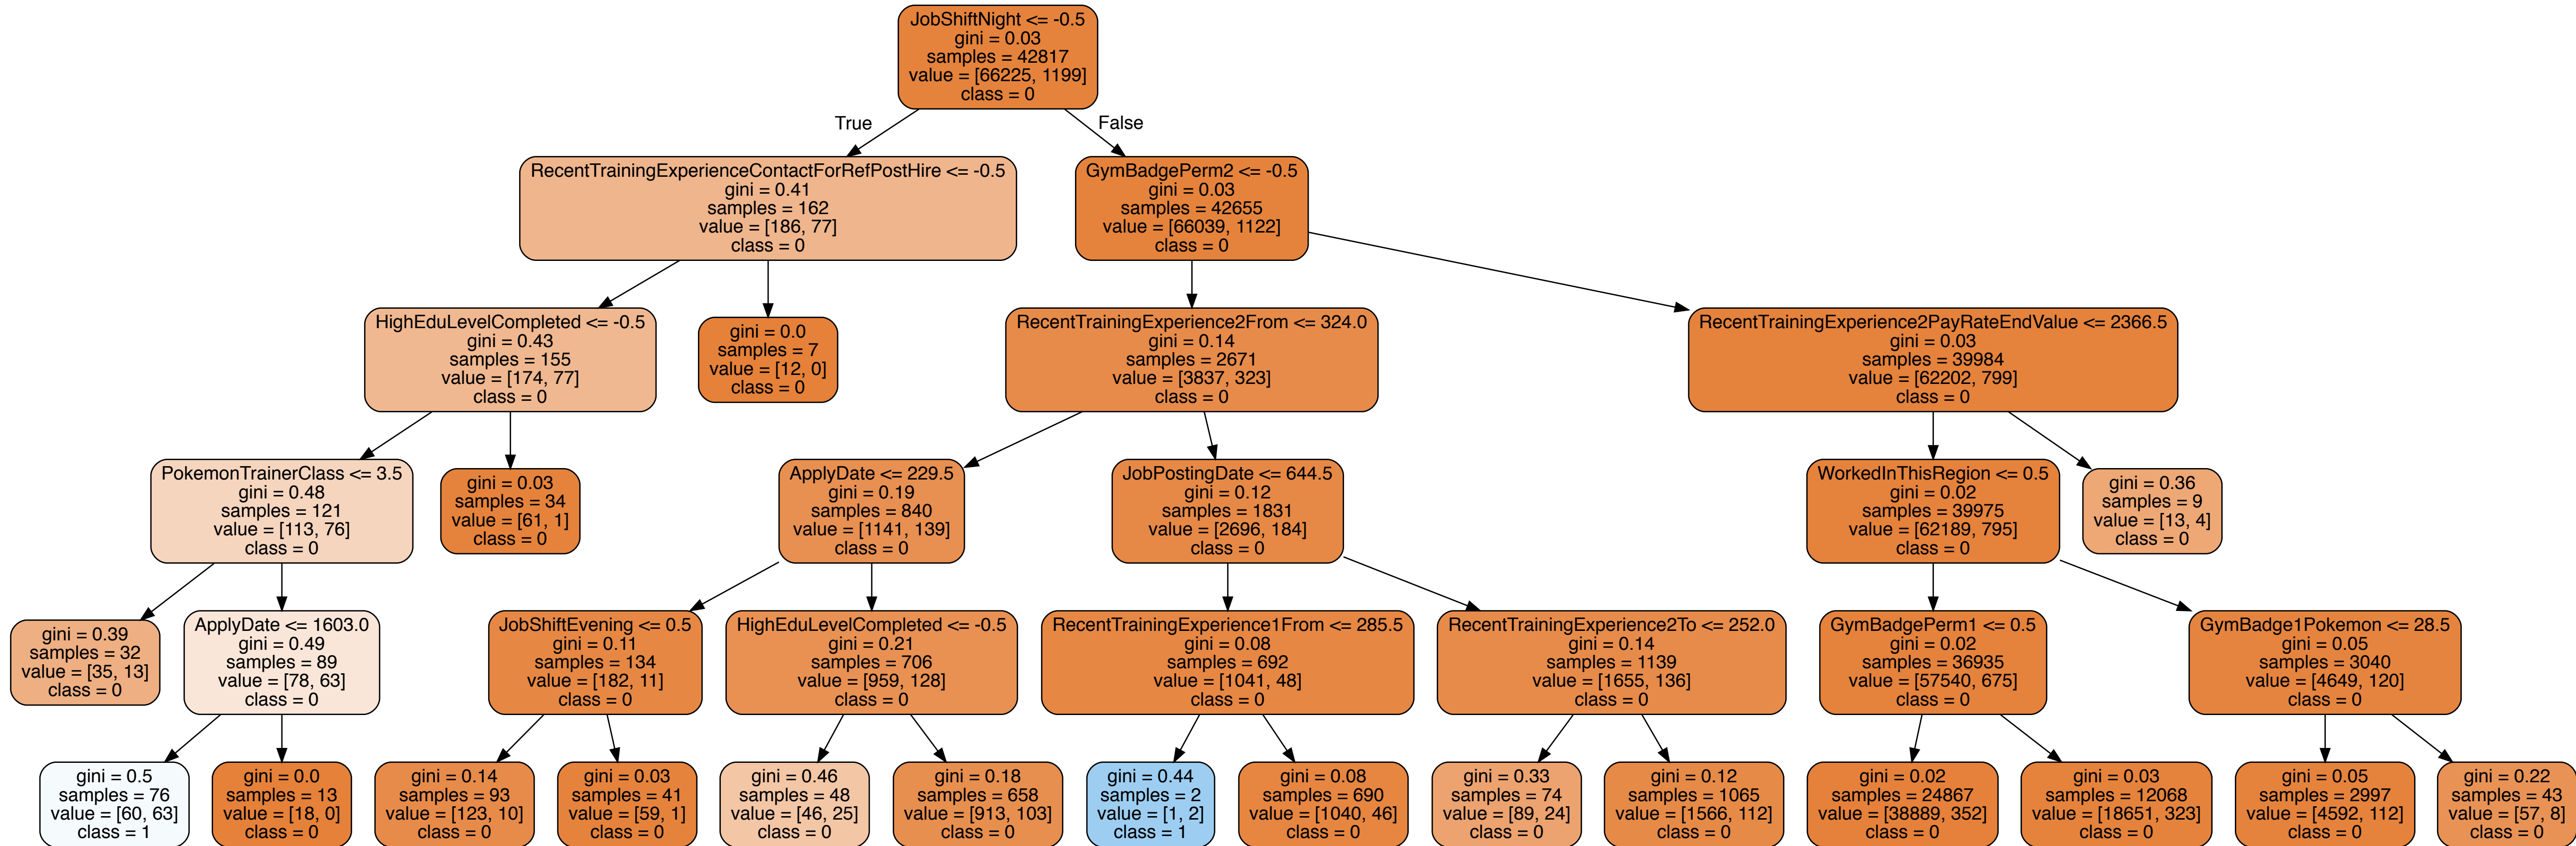 JobShiftNight <= -0.5
gini = 0.03
samples = 42817
value = [66225, 1199]
class = 0
True
False
RecentTrainingExperienceContactForRefPostHire <= -0.5
gini = 0.41
samples = 162
value = [186, 77]
class = 0
GymBadgePerm2 <= -0.5
gini = 0.03
samples = 42655
value = [66039, 1122]
class = 0
HighEduLevelCompleted <= -0.5
gini = 0.43
samples = 155
value = [174, 77]
class = 0
gini = 0.0
samples = 7
value = [12, 0]
class = 0
RecentTrainingExperience2From <= 324.0
gini = 0.14
samples = 2671
value = [3837, 323]
class = 0
RecentTrainingExperience2PayRateEndValue <= 2366.5
gini = 0.03
samples = 39984
value = [62202, 799]
class = 0
PokemonTrainerClass <= 3.5
gini = 0.48
samples = 121
value = [113, 76]
class = 0
gini = 0.03
samples = 34
value = [61, 1]
class = 0
ApplyDate <= 229.5
gini = 0.19
samples = 840
value = [1141, 139]
class = 0
JobPostingDate <= 644.5
gini = 0.12
samples = 1831
value = [2696, 184]
class = 0
WorkedInThisRegion <= 0.5
gini = 0.02
samples = 39975
value = [62189, 795]
class = 0
gini = 0.36
samples = 9
value = [13, 4]
class = 0
gini = 0.39
samples = 32
value = [35, 13]
class = 0
ApplyDate <= 1603.0
gini = 0.49
samples = 89
value = [78, 63]
class = 0
JobShiftEvening <= 0.5
gini = 0.11
samples = 134
value = [182, 11]
class = 0
HighEduLevelCompleted <= -0.5
gini = 0.21
samples = 706
value = [959, 128]
class = 0
RecentTrainingExperience1From <= 285.5
gini = 0.08
samples = 692
value = [1041, 48]
class = 0
RecentTrainingExperience2To <= 252.0
gini = 0.14
samples = 1139
value = [1655, 136]
class = 0
GymBadgePerm1 <= 0.5
gini = 0.02
samples = 36935
value = [57540, 675]
class = 0
GymBadge1Pokemon <= 28.5
gini = 0.05
samples = 3040
value = [4649, 120]
class = 0
gini = 0.5
samples = 76
value = [60, 63]
class = 1
gini = 0.0
samples = 13
value = [18, 0]
class = 0
gini = 0.14
samples = 93
value = [123, 10]
class = 0
gini = 0.03
samples = 41
value = [59, 1]
class = 0
gini = 0.46
samples = 48
value = [46, 25]
class = 0
gini = 0.18
samples = 658
value = [913, 103]
class = 0
gini = 0.44
samples = 2
value = [1, 2]
class = 1
gini = 0.08
samples = 690
value = [1040, 46]
class = 0
gini = 0.33
samples = 74
value = [89, 24]
class = 0
gini = 0.12
samples = 1065
value = [1566, 112]
class = 0
gini = 0.02
samples = 24867
value = [38889, 352]
class = 0
gini = 0.03
samples = 12068
value = [18651, 323]
class = 0
gini = 0.05
samples = 2997
value = [4592, 112]
class = 0
gini = 0.22
samples = 43
value = [57, 8]
class = 0